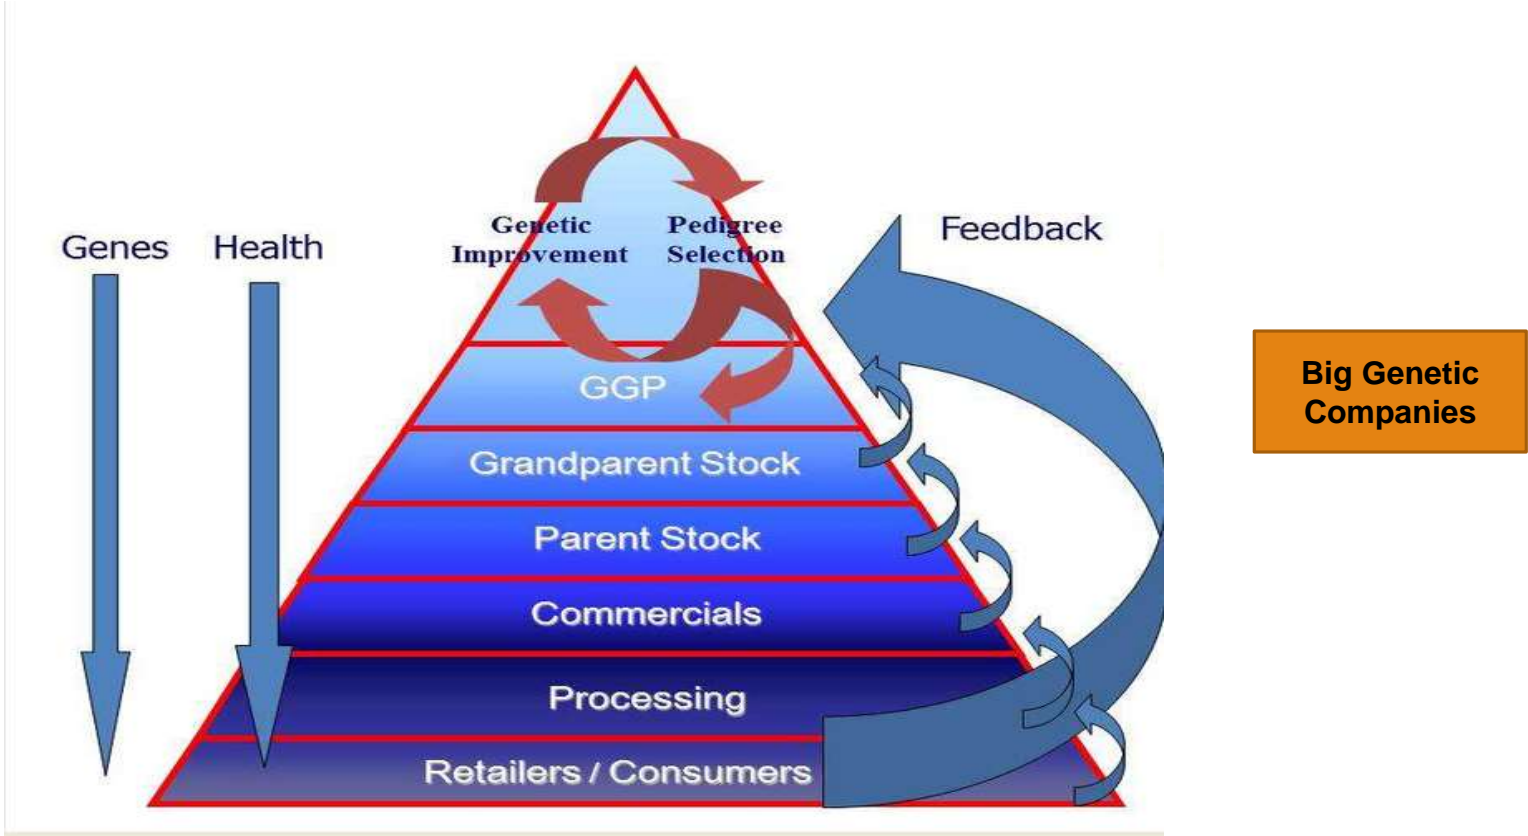 Genes
Health
Genetic
Improvement
Pedigree
Selection
Feedback
Big Genetic
Companies
GGP
Grandparent Stock
Parent Stock
Commercials
Processing
Retailers / Consumers